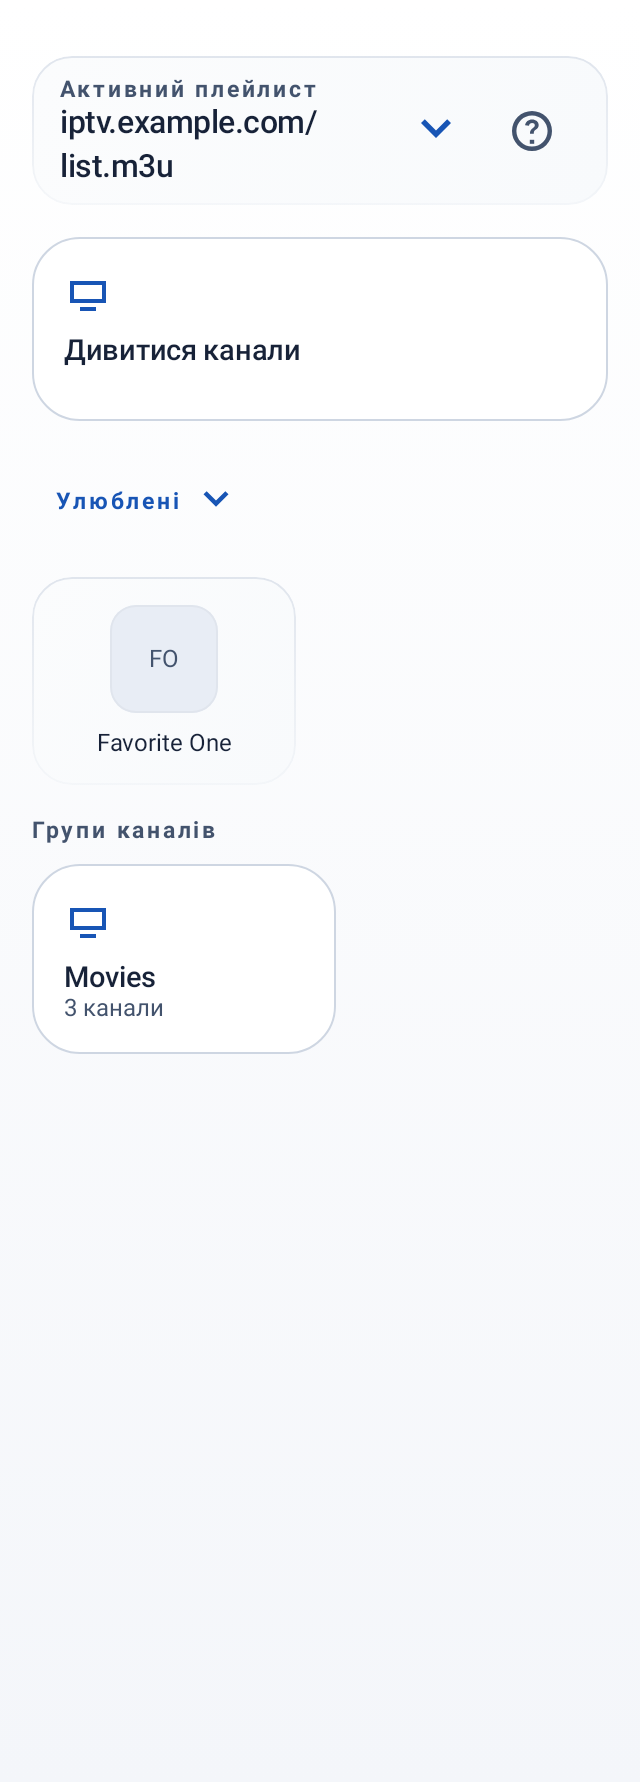 Активний плейлист
iptv.example.com/
list.m3u
Дивитися канали
Улюблені
FO
Favorite One
Групи каналів
Movies
3 канали